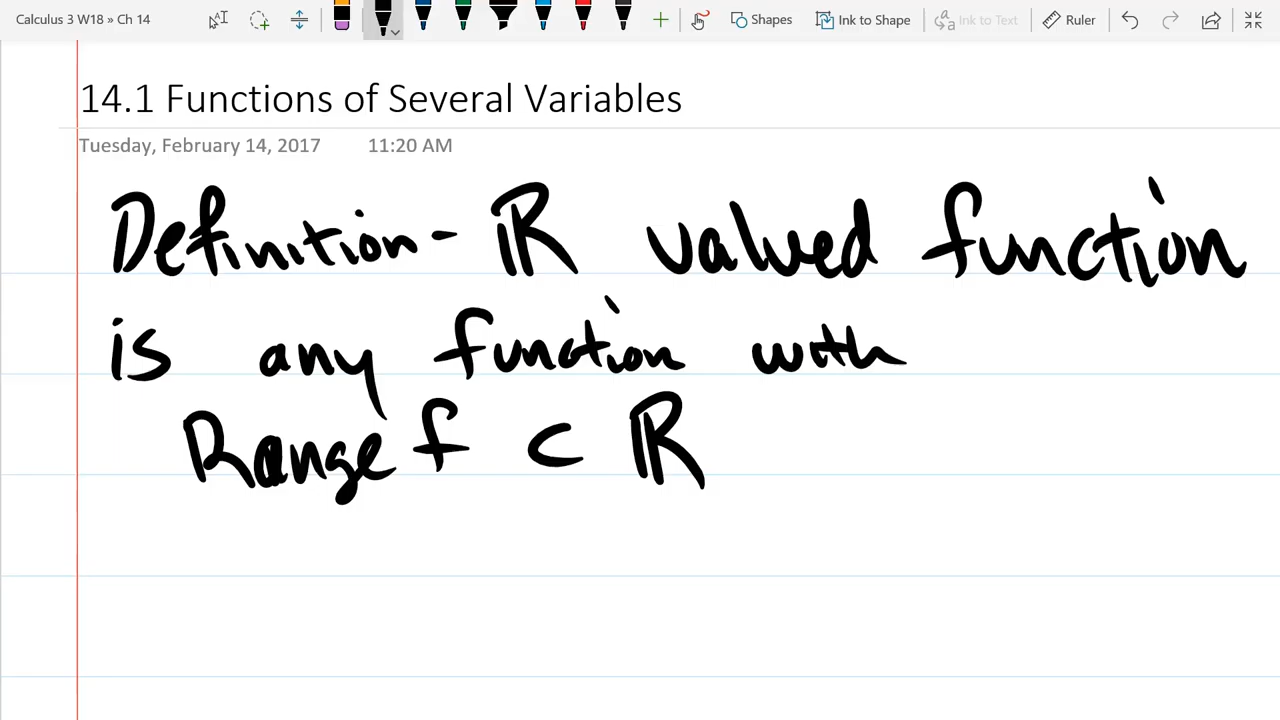 Calculus 3 W18 » Ch 14
Shapes
Ink to Shape
Ink to Text
Ruler
14.1 Functions of Several Variables
Tuesday, February 14, 2017 11:20 AM
Definition - ℝ valued function
is any function with
Range f ⊂ ℝ